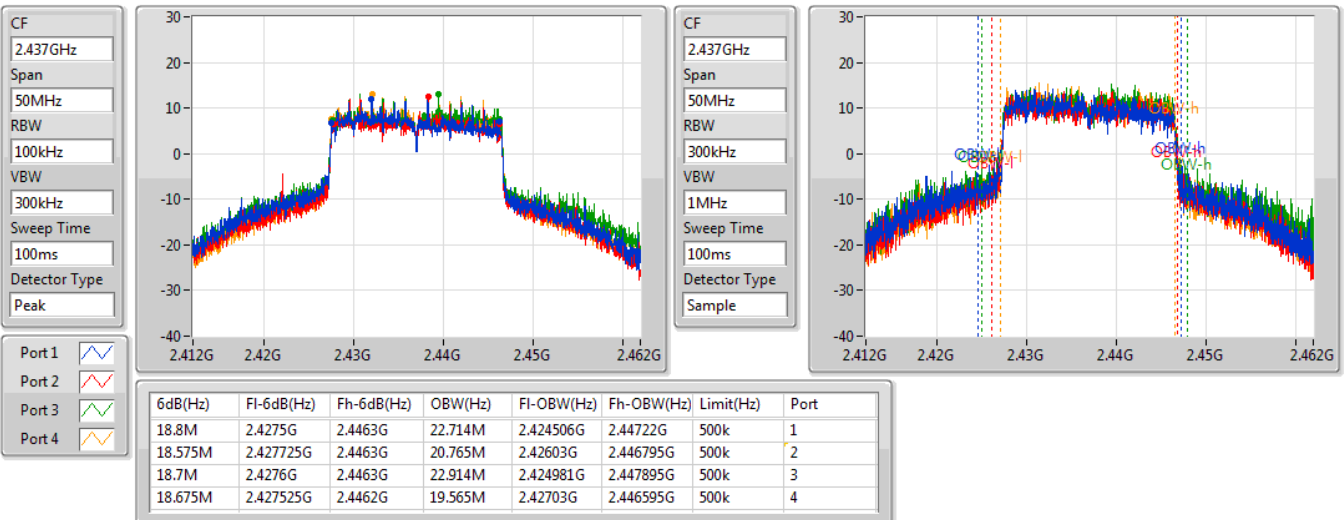 CF
2.437GHz
Span
50MHz
RBW
100kHz
VBW
300kHz
Sweep Time
100ms
Detector Type
Peak
Port 1
Port 2
Port 3
Port 4
30
20
10
0
-10
-20
-30
-40
2.412G 2.42G 2.43G 2.44G 2.45G 2.462G
CF
2.437GHz
Span
50MHz
RBW
300kHz
VBW
1MHz
Sweep Time
100ms
Detector Type
Sample
30
20
10
0
-10
-20
-30
-40
2.412G 2.42G 2.43G 2.44G 2.45G 2.462G
OBW-h
OBW-h
OBW-h
6dB(Hz) Fl-6dB(Hz) Fh-6dB(Hz) OBW(Hz) Fl-OBW(Hz) Fh-OBW(Hz) Limit(Hz) Port
18.8M 2.4275G 2.4463G 22.714M 2.424506G 2.44722G 500k 1
18.575M 2.427725G 2.4463G 20.765M 2.42603G 2.446795G 500k 2
18.7M 2.4276G 2.4463G 22.914M 2.424981G 2.447895G 500k 3
18.675M 2.427525G 2.4462G 19.565M 2.42703G 2.446595G 500k 4